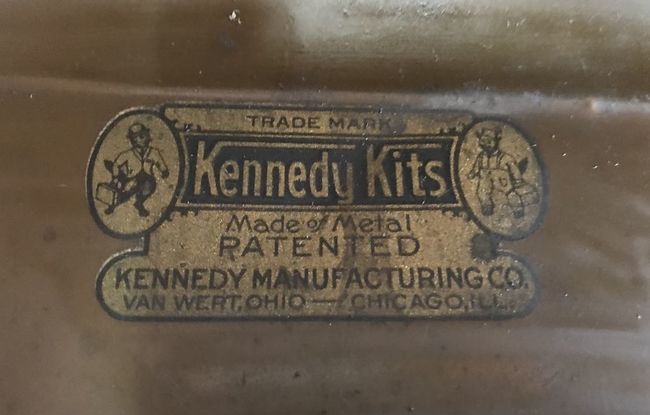 TRADE MARK
Kennedy Kits
"Made of Metal"
PATENTED
KENNEDY MANUFACTURING CO.
VAN WERT, OHIO — CHICAGO, ILL.